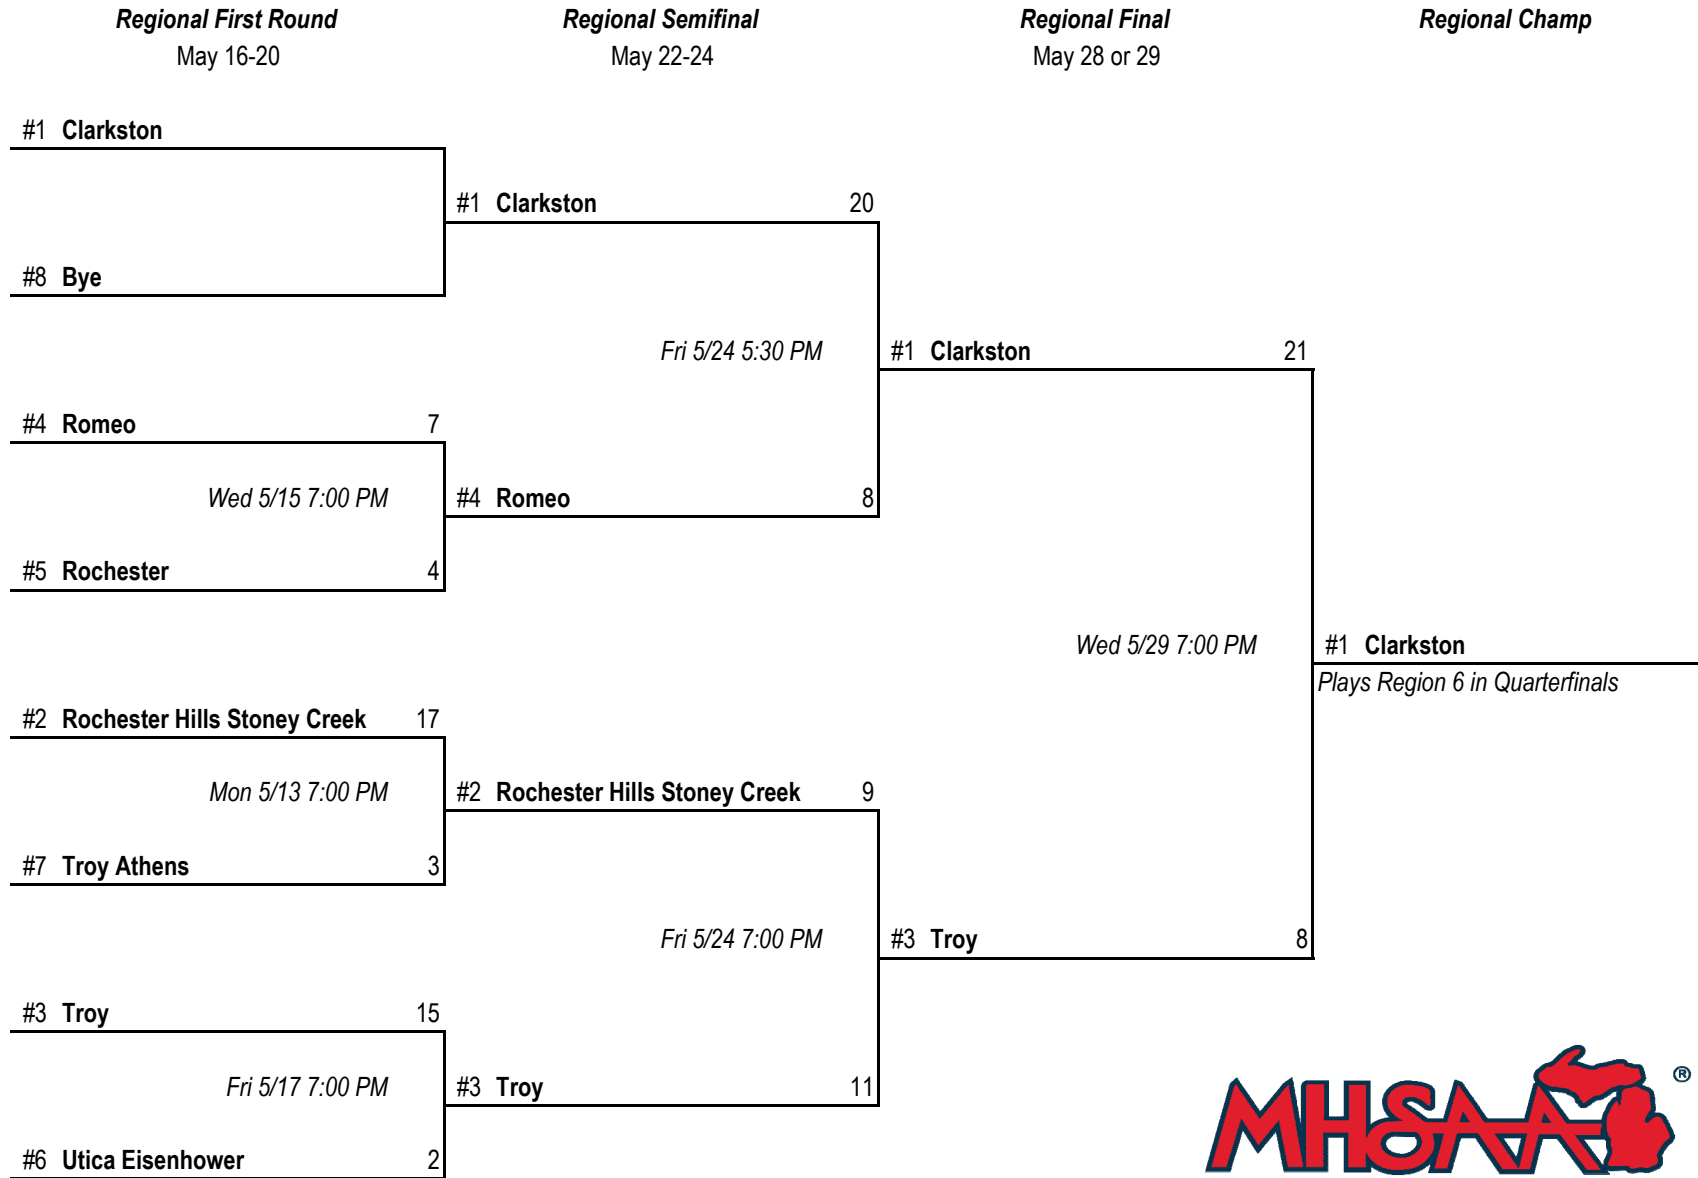 Regional First Round Regional Semifinal Regional Final Regional Champ
May 16-20 May 22-24 May 28 or 29
#1 Clarkston
#1 Clarkston 20
#8 Bye
Fri 5/24 5:30 PM #1 Clarkston 21
#4 Romeo 7
Wed 5/15 7:00 PM #4 Romeo 8
#5 Rochester 4
Wed 5/29 7:00 PM #1 Clarkston
Plays Region 6 in Quarterfinals
#2 Rochester Hills Stoney Creek 17
Mon 5/13 7:00 PM #2 Rochester Hills Stoney Creek 9
#7 Troy Athens 3
Fri 5/24 7:00 PM #3 Troy 8
#3 Troy 15
Fri 5/17 7:00 PM #3 Troy 11
#6 Utica Eisenhower 2
MHSAA ®